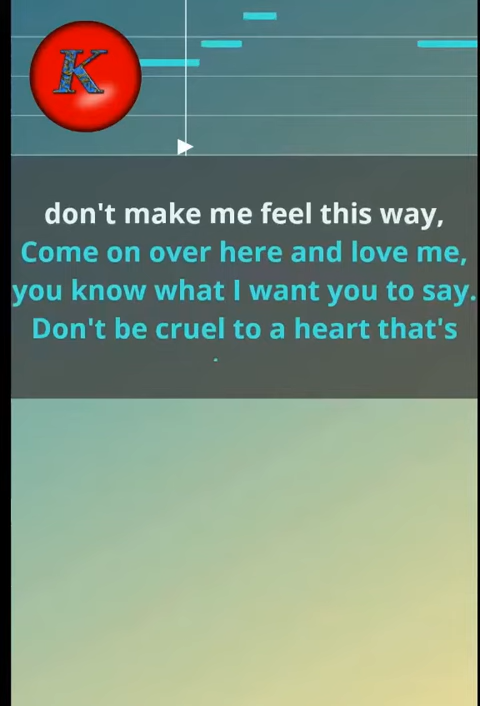 K
don't make me feel this way,
Come on over here and love me,
you know what I want you to say.
Don't be cruel to a heart that's